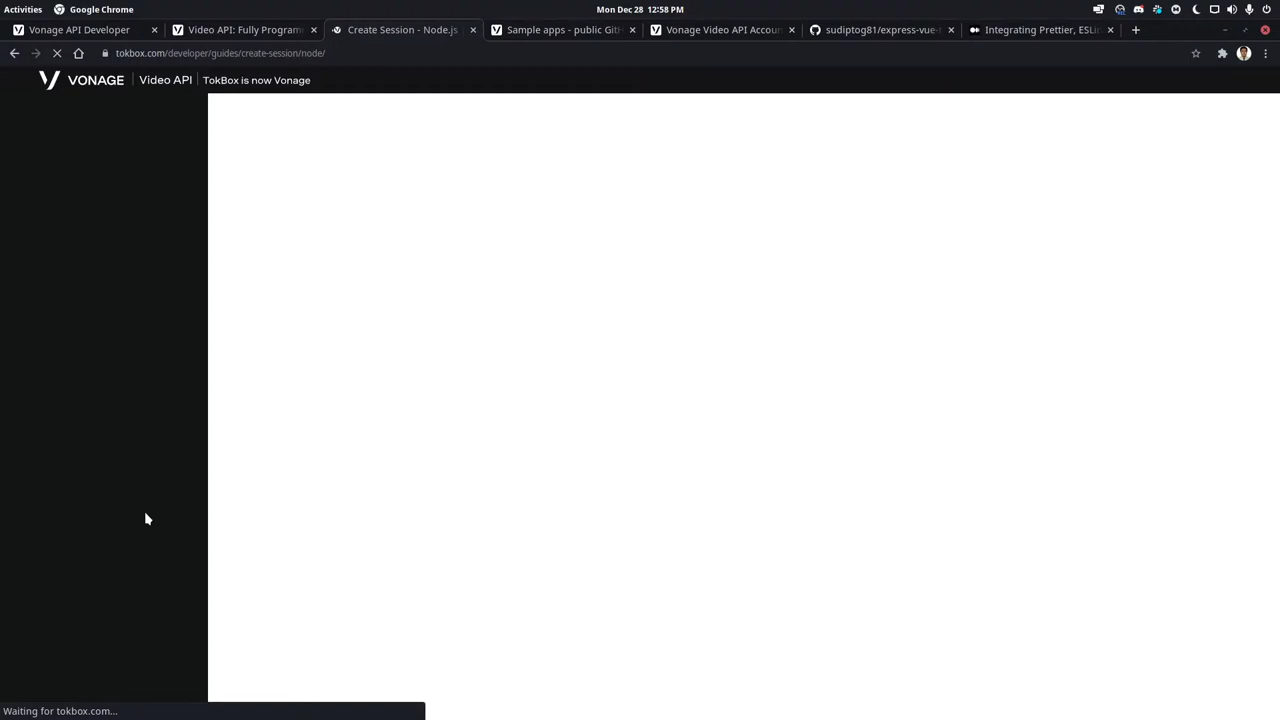 Activities
Google Chrome
Mon Dec 28 12:58 PM
Vonage API Developer
Video API: Fully Program
Create Session - Node.js
Sample apps - public Git
Vonage Video API Accoun
sudiptog81/express-vue-
Integrating Prettier, ESLi
tokbox.com/developer/guides/create-session/node/
VONAGE
Video API
TokBox is now Vonage
Waiting for tokbox.com...